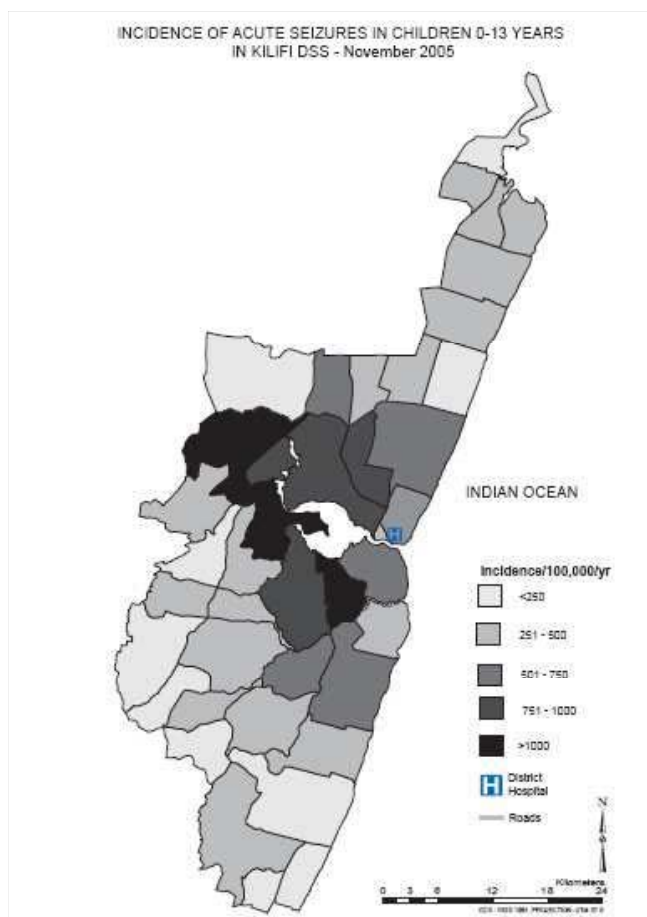 INCIDENCE OF ACUTE SEIZURES IN CHILDREN 0-13 YEARS
IN KILIFI DSS - November 2005
INDIAN OCEAN
Incidence/100,000/yr
<250
251 - 500
501 - 750
751 - 1000
>1000
H
H
District
Hospital
Roads
N
Kilometers
0 3 6 12 18 24